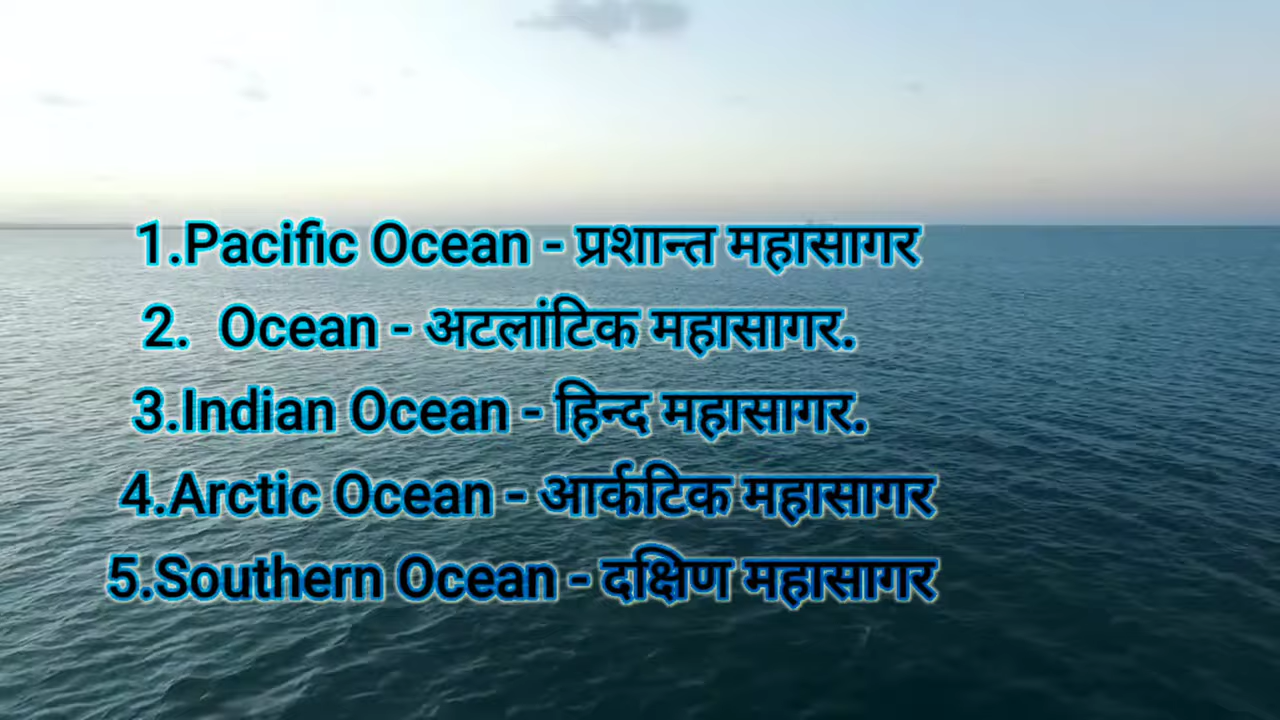 1.Pacific Ocean - प्रशान्त महासागर
2. Ocean - अटलांटिक महासागर.
3.Indian Ocean - हिन्द महासागर.
4.Arctic Ocean - आर्कटिक महासागर
5.Southern Ocean - दक्षिण महासागर